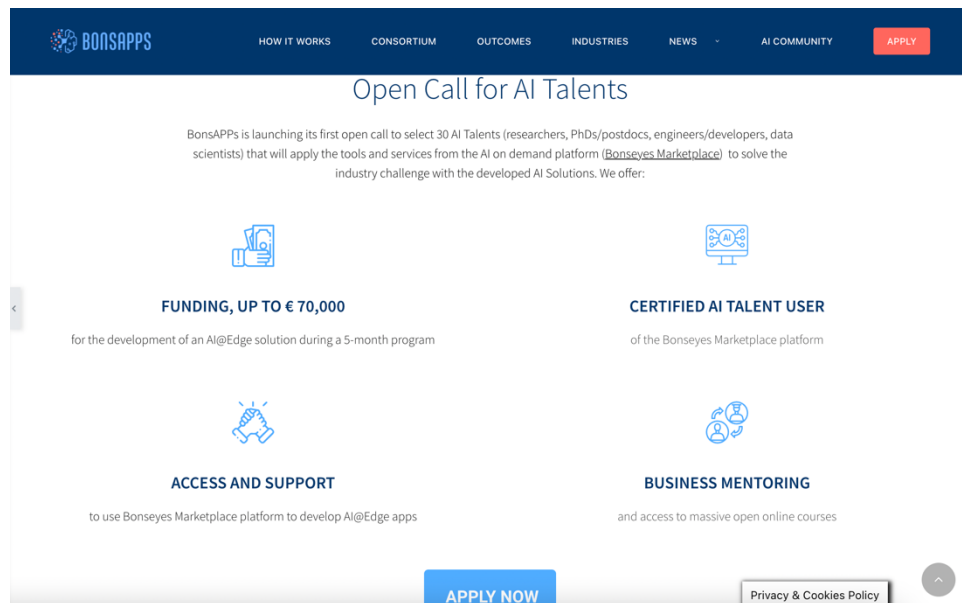 BONSAPPS
HOW IT WORKS
CONSORTIUM
OUTCOMES
INDUSTRIES
NEWS
AI COMMUNITY
APPLY
Open Call for AI Talents
BonsAPPs is launching its first open call to select 30 AI Talents (researchers, PhDs/postdocs, engineers/developers, data
scientists) that will apply the tools and services from the AI on demand platform (Bonseyes Marketplace) to solve the
industry challenge with the developed AI Solutions. We offer:
AI
FUNDING, UP TO € 70,000
for the development of an AI@Edge solution during a 5-month program
CERTIFIED AI TALENT USER
of the Bonseyes Marketplace platform
ACCESS AND SUPPORT
to use Bonseyes Marketplace platform to develop AI@Edge apps
BUSINESS MENTORING
and access to massive open online courses
APPLY NOW
Privacy & Cookies Policy